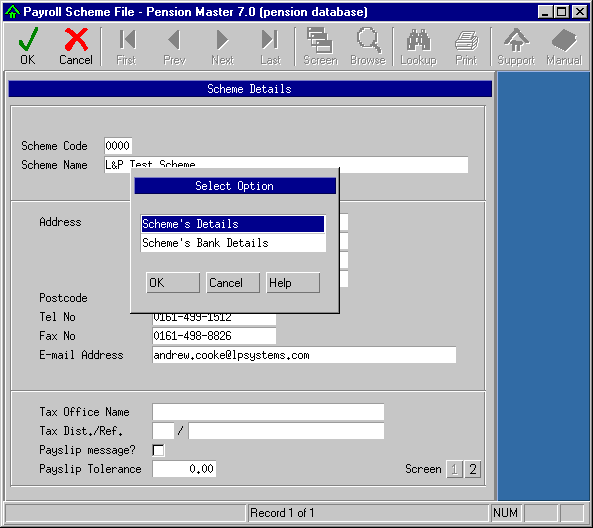 Payroll Scheme File - Pension Master 7.0 (pension database)
OK Cancel First Prev Next Last Screen Browse Lookup Print Support Manual
Scheme Details
Scheme Code 0000
Scheme Name L&P Test Scheme
Select Option
Address
Scheme's Details
Scheme's Bank Details
OK Cancel Help
Postcode
Tel No 0161-499-1512
Fax No 0161-498-8826
E-mail Address andrew.cooke@lpsystems.com
Tax Office Name
Tax Dist./Ref. /
Payslip message?
Payslip Tolerance 0.00 Screen 1 2
Record 1 of 1 NUM